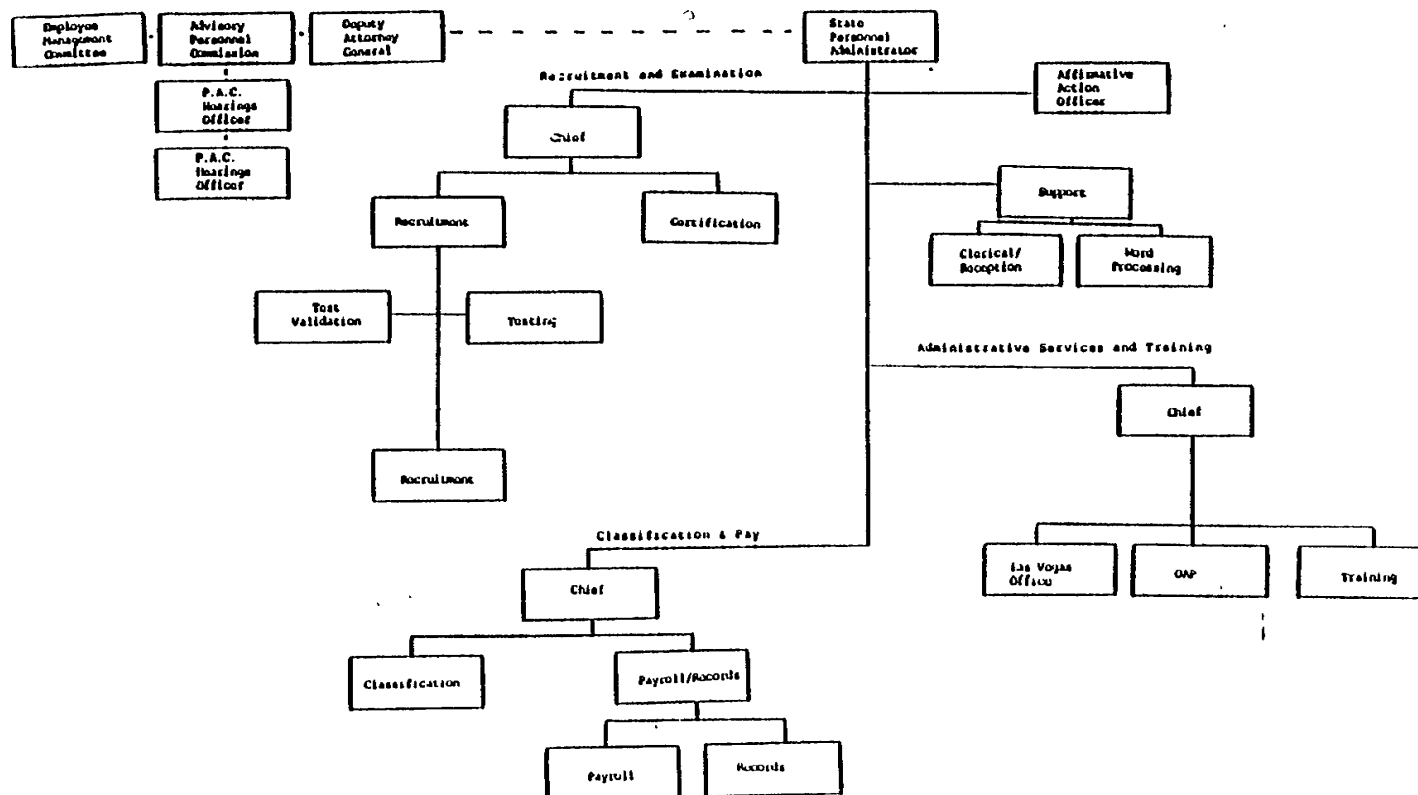 Employee
Management
Committee
Advisory
Personnel
Commission
Deputy
Attorney
General
State
Personnel
Administrator
P.A.C.
Hearings
Officer
P.A.C.
Hearings
Officer
Recruitment and Examination
Affirmative
Action
Officer
Chief
Support
Recruitment
Certification
Clerical/
Reception
Word
Processing
Test
Validation
Testing
Administrative Services and Training
Chief
Recruitment
Classification & Pay
Las Vegas
Office
Training
Chief
Classification
Payroll/Records
Payroll
Records